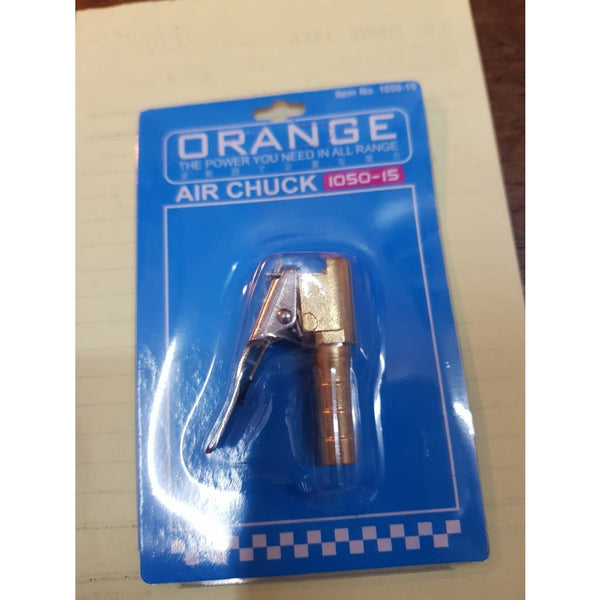 Item No. 1050-15
ORANGE
THE POWER YOU NEED IN ALL RANGE
AIR CHUCK 1050-15